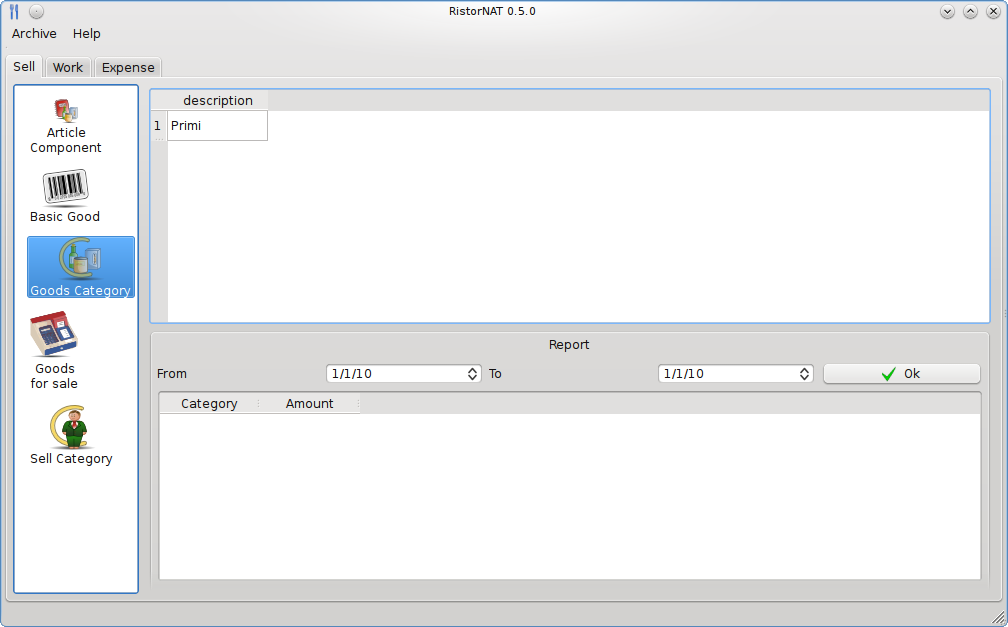 RistorNAT 0.5.0
Archive Help
Sell Work Expense
Article
Component
Basic Good
Goods Category
Goods
for sale
Sell Category
description
1 Primi
Report
From 1/1/10 To 1/1/10 Ok
Category Amount